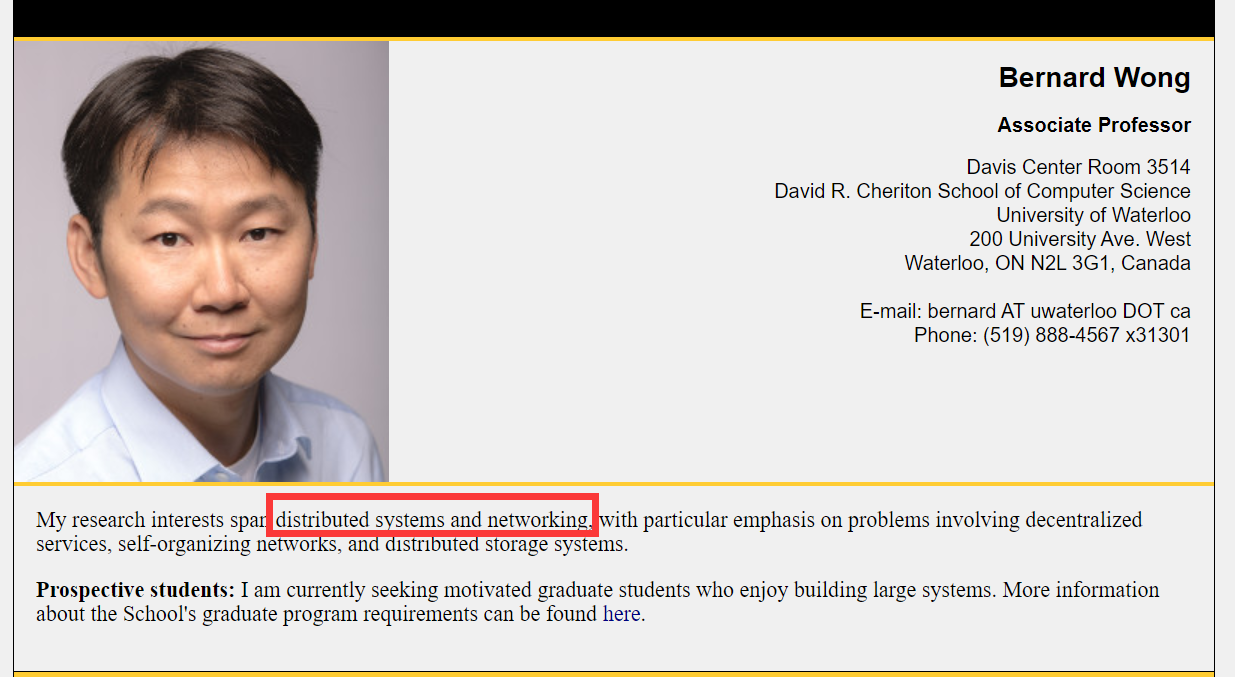 Bernard Wong
Associate Professor
Davis Center Room 3514
David R. Cheriton School of Computer Science
University of Waterloo
200 University Ave. West
Waterloo, ON N2L 3G1, Canada
E-mail: bernard AT uwaterloo DOT ca
Phone: (519) 888-4567 x31301
My research interests span distributed systems and networking, with particular emphasis on problems involving decentralized
services, self-organizing networks, and distributed storage systems.
Prospective students: I am currently seeking motivated graduate students who enjoy building large systems. More information
about the School's graduate program requirements can be found here.